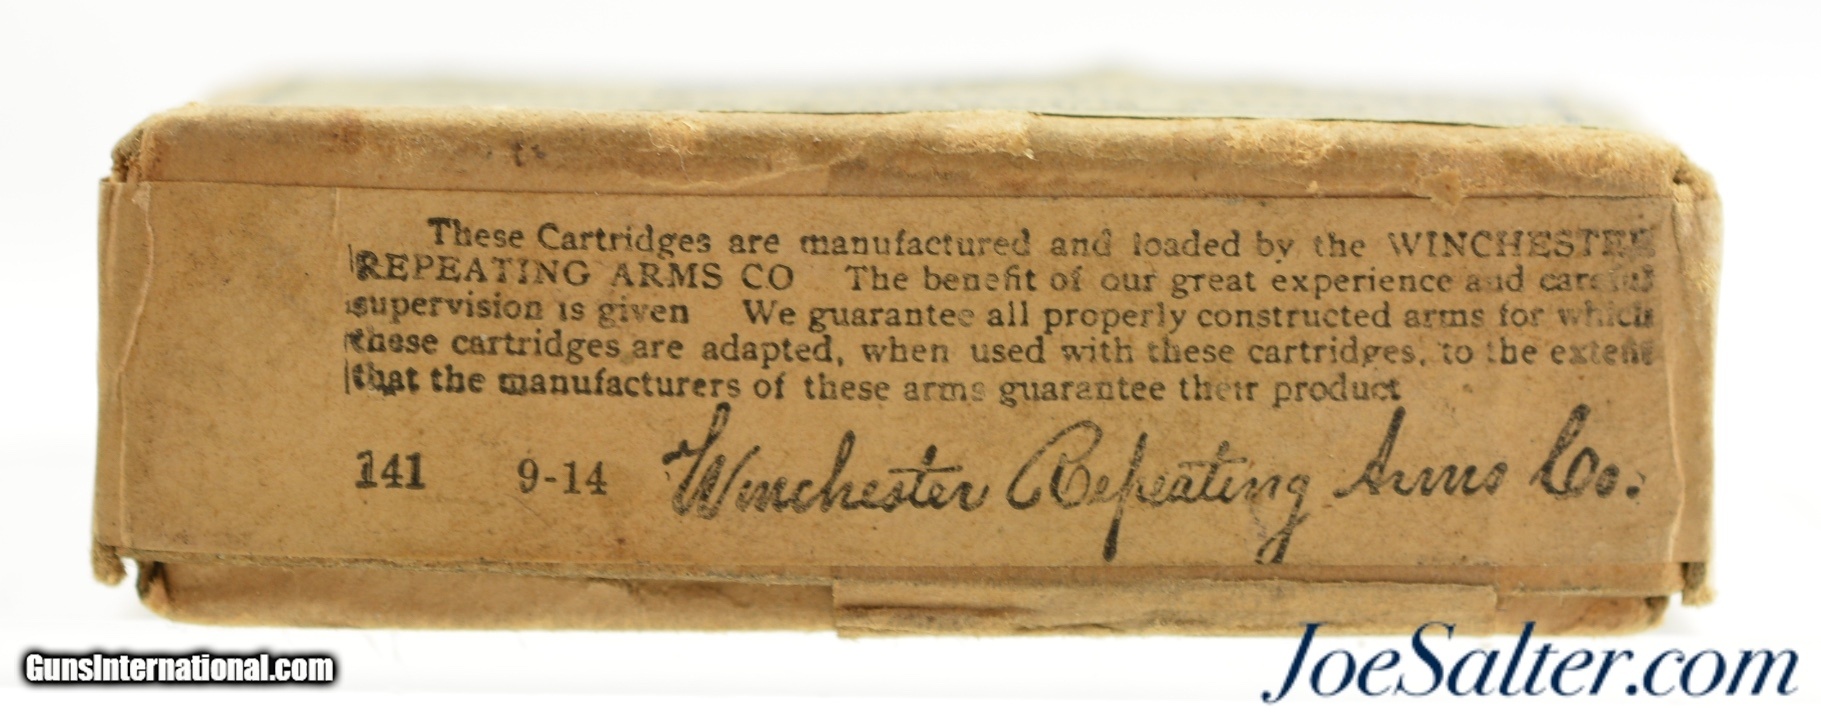 These Cartridges are manufactured and loaded by the WINCHESTER
REPEATING ARMS CO The benefit of our great experience and careful
supervision is given We guarantee all properly constructed arms for which
these cartridges are adapted, when used with these cartridges, to the extent
that the manufacturers of these arms guarantee their product
141 9-14 Winchester Repeating Arms Co.
GunsInternational.com
JoeSalter.com